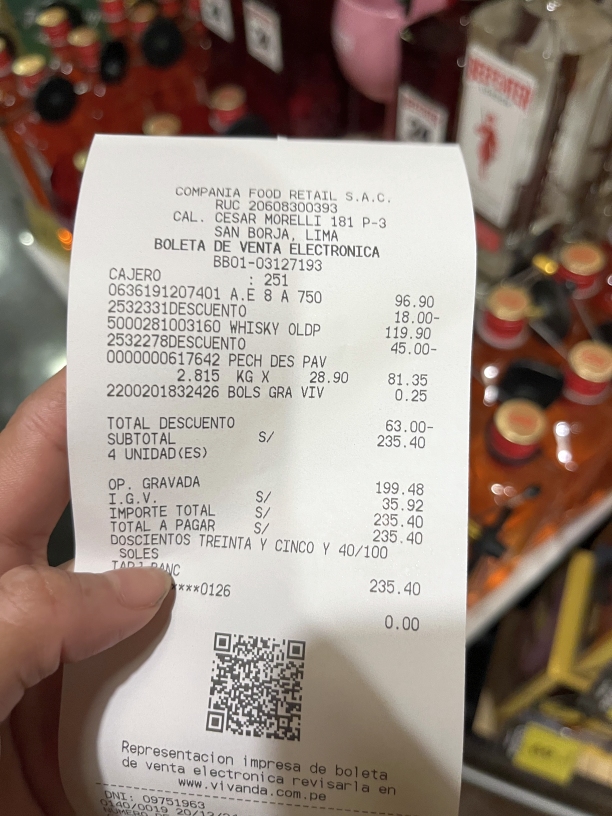 BEEFEATER
COMPANIA FOOD RETAIL S.A.C.
RUC 20608300393
CAL. CESAR MORELLI 181 P-3
SAN BORJA, LIMA
BOLETA DE VENTA ELECTRONICA
BB01-03127193
CAJERO : 251
0636191207401 A.E 8 A 750 96.90
2532331DESCUENTO 18.00-
5000281003160 WHISKY OLDP 119.90
2532278DESCUENTO 45.00-
0000000617642 PECH DES PAV
2.815 KG X 28.90 81.35
2200201832426 BOLS GRA VIV 0.25
TOTAL DESCUENTO 63.00-
SUBTOTAL S/ 235.40
4 UNIDAD(ES)
OP. GRAVADA 199.48
I.G.V. S/ 35.92
IMPORTE TOTAL S/ 235.40
TOTAL A PAGAR S/ 235.40
DOSCIENTOS TREINTA Y CINCO Y 40/100
SOLES
TARJ BANC
****0126 235.40
0.00
Representacion impresa de boleta
de venta electronica revisarla en
www.vivanda.com.pe
DNI: 09751963
0140/0019